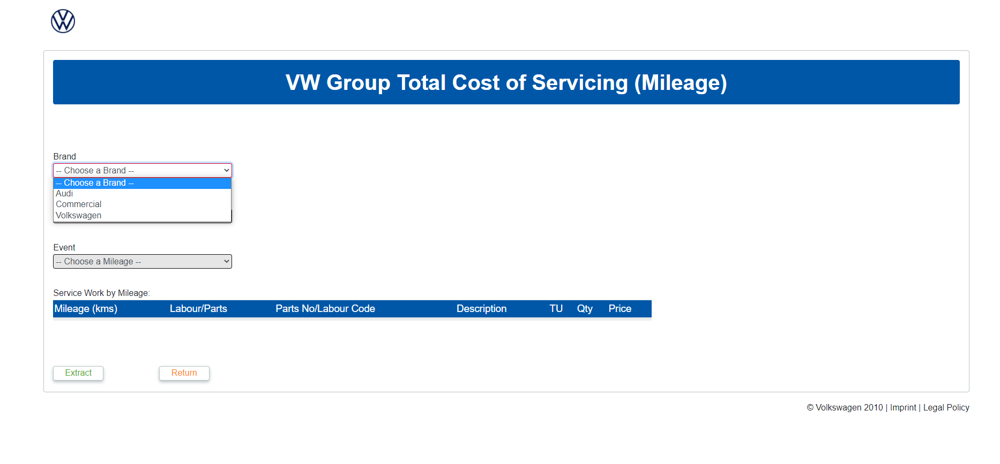 VW Group Total Cost of Servicing (Mileage)
Brand
-- Choose a Brand --
-- Choose a Brand --
Audi
Commercial
Volkswagen
Event
-- Choose a Mileage --
Service Work by Mileage:
Mileage (kms) Labour/Parts Parts No/Labour Code Description TU Qty Price
Extract Return
© Volkswagen 2010 | Imprint | Legal Policy